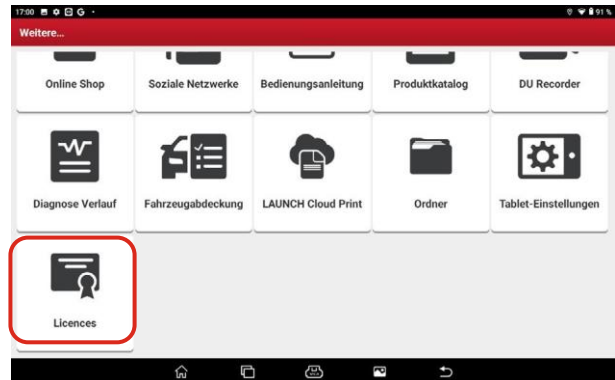 17:00
G
91 %
Weitere...
Online Shop
Soziale Netzwerke
Bedienungsanleitung
Produktkatalog
DU Recorder
Diagnose Verlauf
Fahrzeugabdeckung
LAUNCH Cloud Print
Ordner
Tablet-Einstellungen
Licences